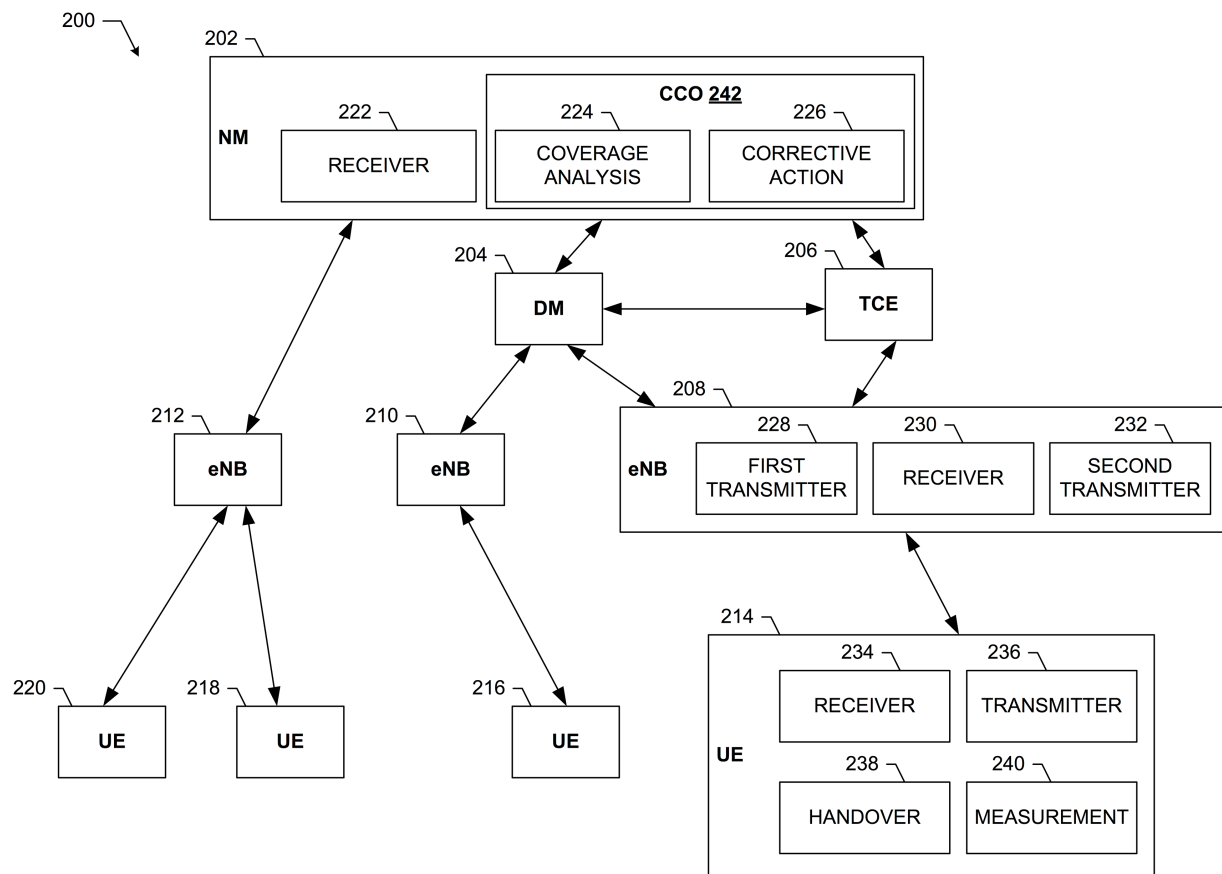 200
202
CCO 242
NM
222
224
226
RECEIVER
COVERAGE
ANALYSIS
CORRECTIVE
ACTION
204
206
DM
TCE
208
212
210
228
230
232
eNB
eNB
eNB
FIRST
TRANSMITTER
RECEIVER
SECOND
TRANSMITTER
214
234
236
220
218
216
RECEIVER
TRANSMITTER
UE
UE
UE
UE
238
240
HANDOVER
MEASUREMENT